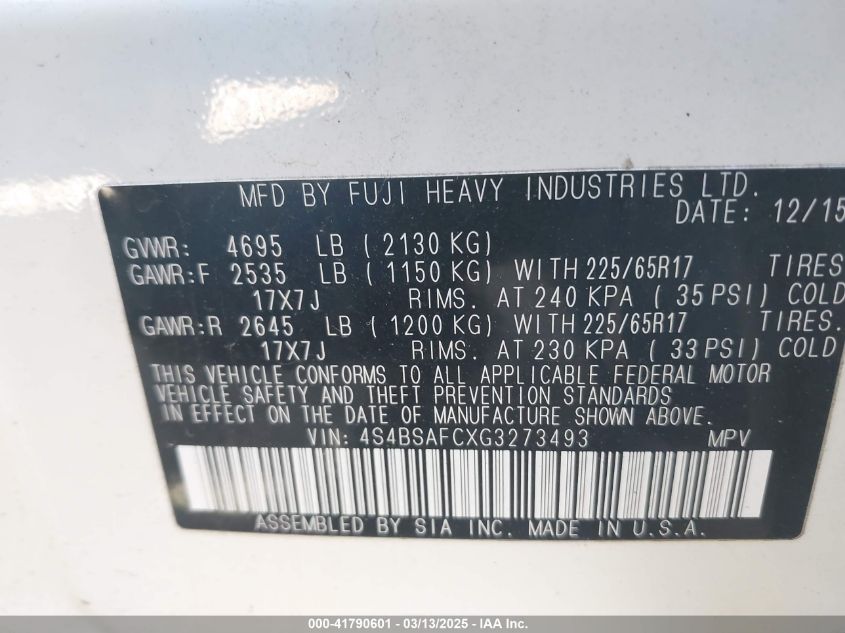 MFD BY FUJI HEAVY INDUSTRIES LTD.
DATE: 12/15
GVWR: 4695 LB (2130 KG)
GAWR:F 2535 LB (1150 KG) WITH 225/65R17 TIRES
17X7J RIMS. AT 240 KPA (35 PSI) COLD
GAWR:R 2645 LB (1200 KG) WITH 225/65R17 TIRES.
17X7J RIMS. AT 230 KPA (33 PSI) COLD
THIS VEHICLE CONFORMS TO ALL APPLICABLE FEDERAL MOTOR
VEHICLE SAFETY AND THEFT PREVENTION STANDARDS
IN EFFECT ON THE DATE OF MANUFACTURE SHOWN ABOVE.
VIN: 4S4BSAFCXG3273493 MPV
ASSEMBLED BY SIA INC. MADE IN U.S.A.
000-41790601 - 03/13/2025 - IAAI.COM